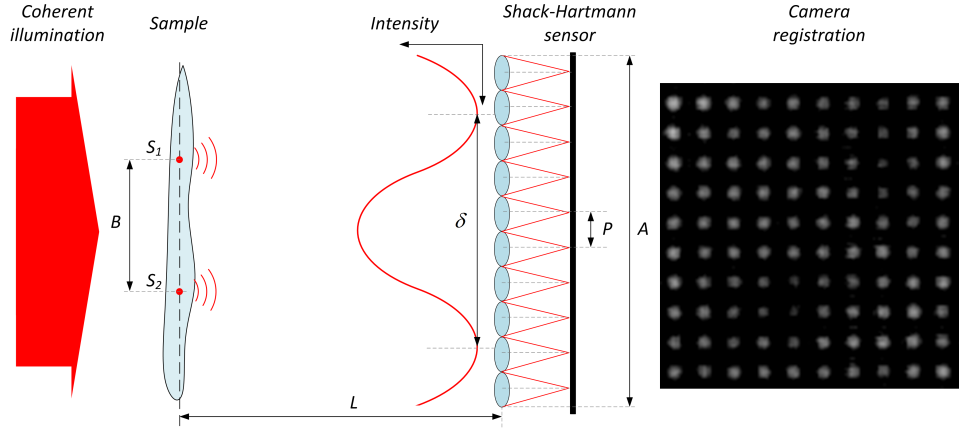 Coherent
illumination
Sample
Intensity
Shack-Hartmann
sensor
Camera
registration
S1
B
δ
P
A
S2
L